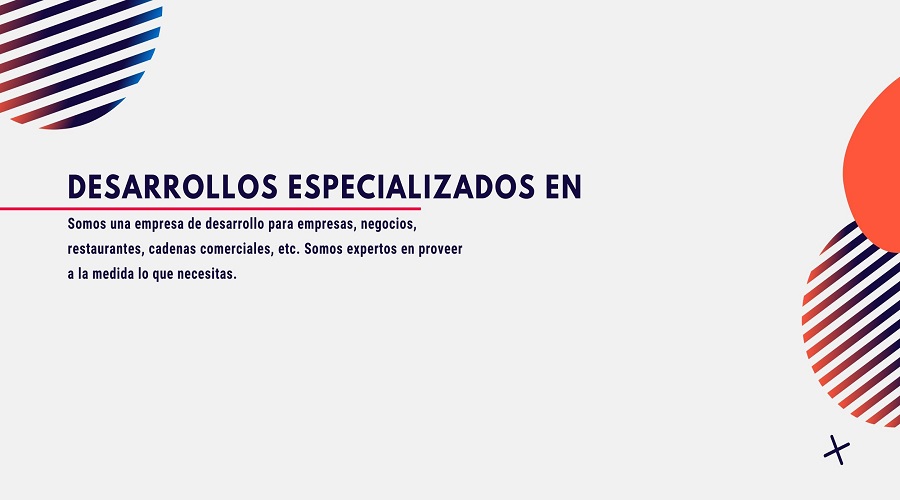 DESARROLLOS ESPECIALIZADOS EN
Somos una empresa de desarrollo para empresas, negocios,
restaurantes, cadenas comerciales, etc. Somos expertos en proveer
a la medida lo que necesitas.